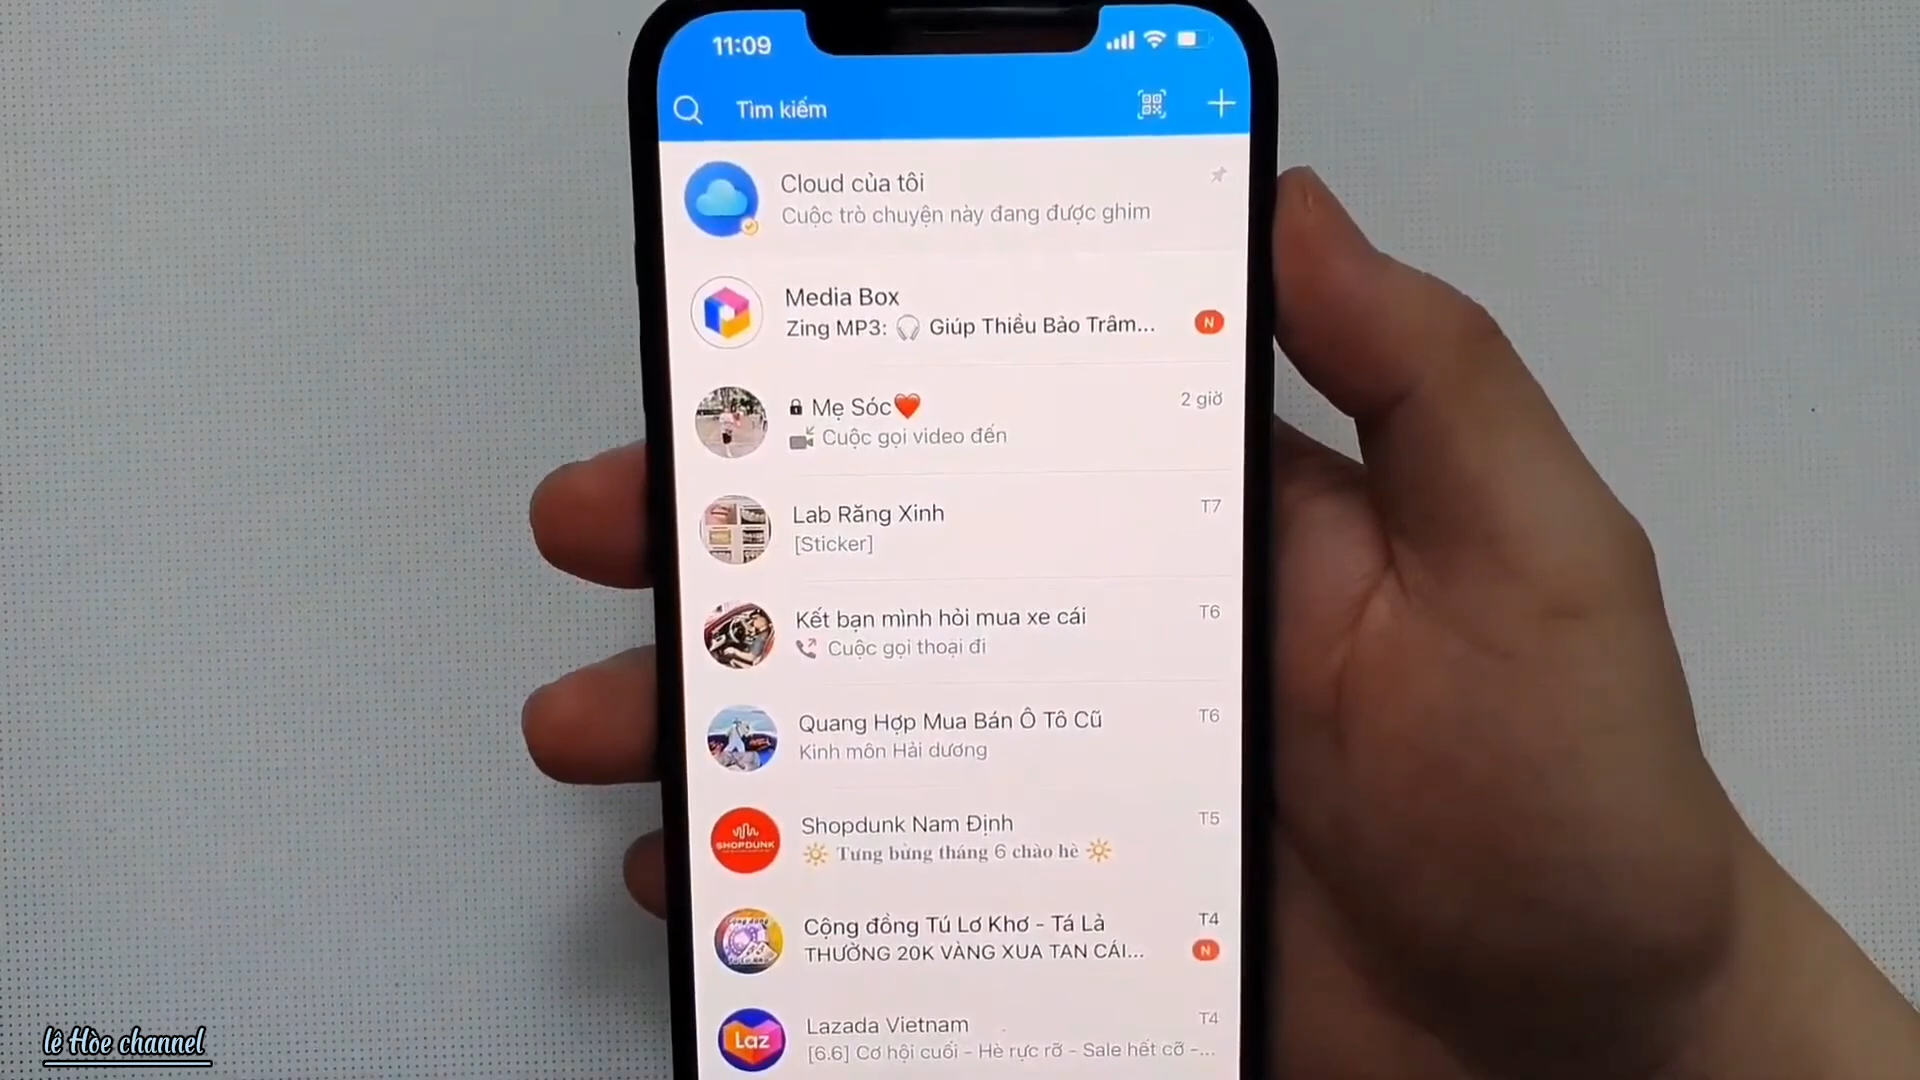 11:09
Tìm kiếm
Cloud của tôi
Cuộc trò chuyện này đang được ghim
Media Box
Zing MP3: 🎧 Giúp Thiều Bảo Trâm...
N
Mẹ Sóc❤️
2 giờ
Cuộc gọi video đến
Lab Răng Xinh
T7
[Sticker]
Kết bạn mình hỏi mua xe cái
T6
Cuộc gọi thoại đi
Quang Hợp Mua Bán Ô Tô Cũ
T6
Kinh môn Hải dương
SHOPDUNK
Shopdunk Nam Định
T5
🔆 Tưng bừng tháng 6 chào hè 🔆
Cộng đồng Tú Lơ Khơ - Tá Lả
T4
THƯỞNG 20K VÀNG XUA TAN CÁI...
N
Laz
Lazada Vietnam
T4
[6.6] Cơ hội cuối - Hè rực rỡ - Sale hết cỡ -...
lê Hòe channel